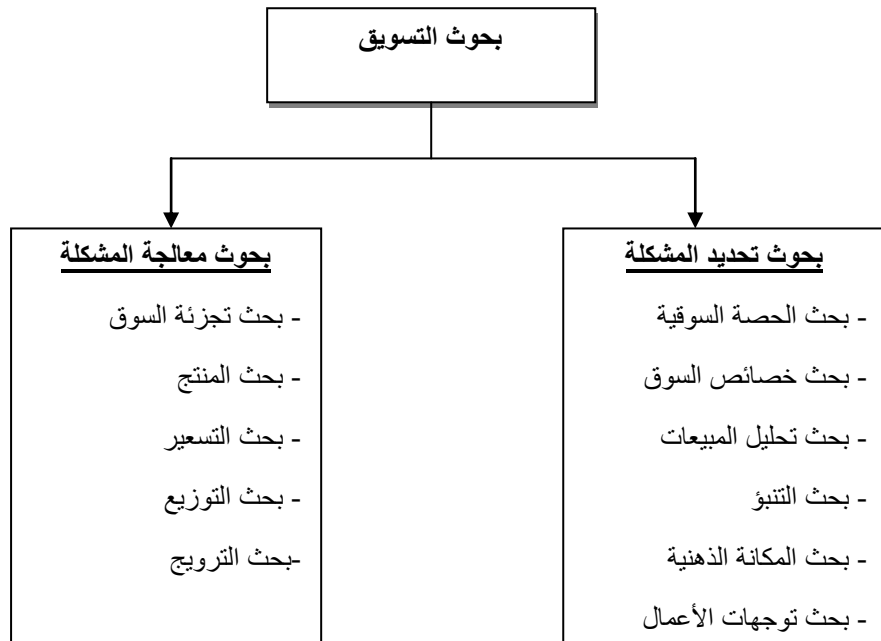 بحوث التسويق
بحوث تحديد المشكلة
- بحث الحصة السوقية
- بحث خصائص السوق
- بحث تحليل المبيعات
- بحث التنبؤ
- بحث المكانة الذهنية
- بحث توجهات الأعمال
بحوث معالجة المشكلة
- بحث تجزئة السوق
- بحث المنتج
- بحث التسعير
- بحث التوزيع
-بحث الترويج